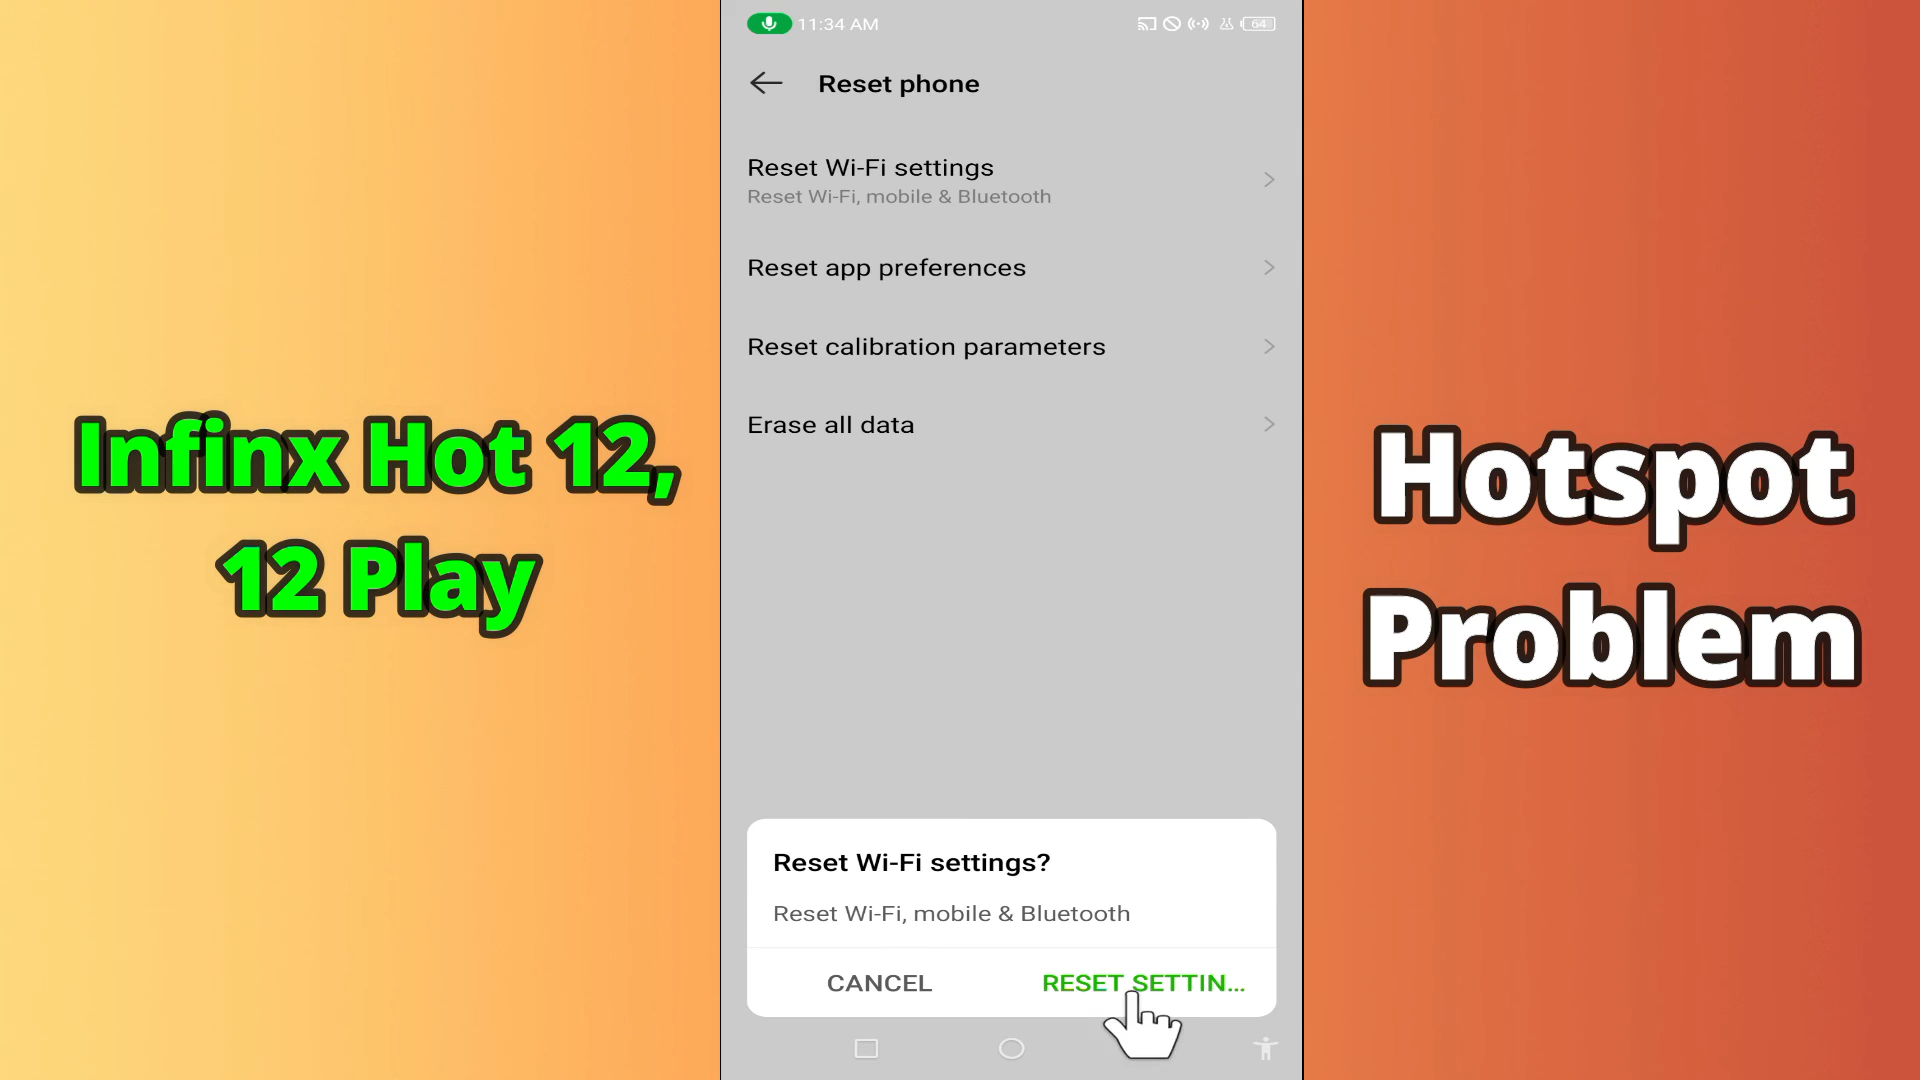 11:34 AM
64
Reset phone
Reset Wi-Fi settings
Reset Wi-Fi, mobile & Bluetooth
Reset app preferences
Reset calibration parameters
Erase all data
Infinx Hot 12,
12 Play
Hotspot
Problem
Reset Wi-Fi settings?
Reset Wi-Fi, mobile & Bluetooth
CANCEL
RESET SETTIN...